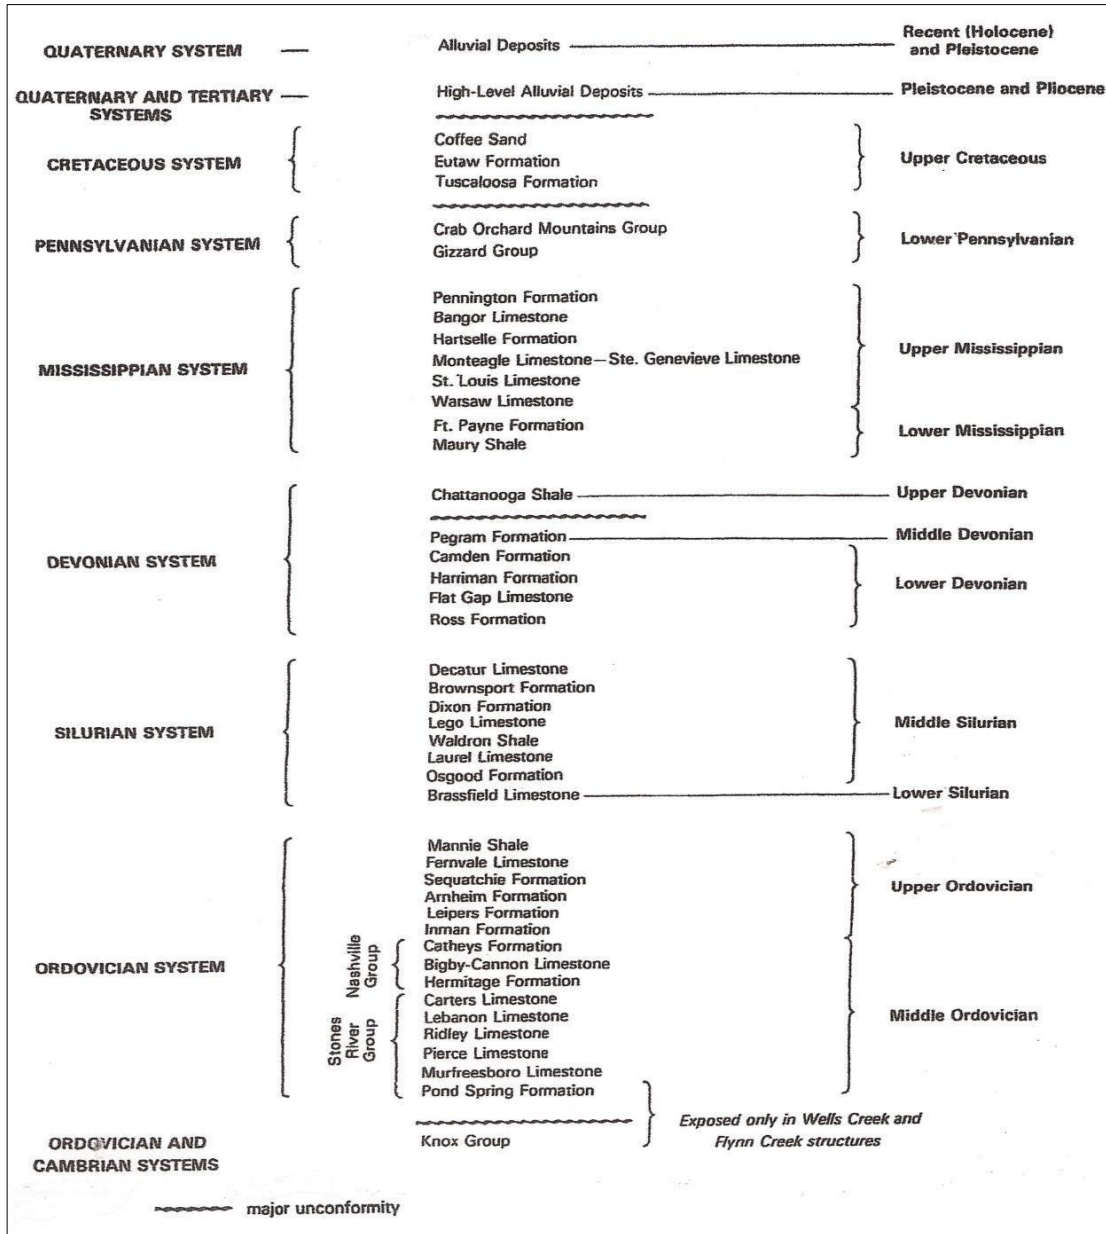 QUATERNARY SYSTEM — Alluvial Deposits Recent (Holocene)
and Pleistocene
QUATERNARY AND TERTIARY — High-Level Alluvial Deposits Pleistocene and Pliocene
SYSTEMS
Coffee Sand
CRETACEOUS SYSTEM Eutaw Formation Upper Cretaceous
Tuscaloosa Formation
Crab Orchard Mountains Group
PENNSYLVANIAN SYSTEM Gizzard Group Lower Pennsylvanian
Pennington Formation
Bangor Limestone
Hartselle Formation Upper Mississippian
MISSISSIPPIAN SYSTEM Monteagle Limestone—Ste. Genevieve Limestone
St. Louis Limestone
Warsaw Limestone
Ft. Payne Formation Lower Mississippian
Maury Shale
Chattanooga Shale Upper Devonian
Pegram Formation Middle Devonian
DEVONIAN SYSTEM Camden Formation
Harriman Formation Lower Devonian
Flat Gap Limestone
Ross Formation
Decatur Limestone
Brownsport Formation
Dixon Formation
Lego Limestone Middle Silurian
SILURIAN SYSTEM Waldron Shale
Laurel Limestone
Osgood Formation
Brassfield Limestone Lower Silurian
Mannie Shale
Fernvale Limestone
Sequatchie Formation Upper Ordovician
Arnheim Formation
Leipers Formation
Inman Formation
Nashville
Group
Catheys Formation
ORDOVICIAN SYSTEM Bigby-Cannon Limestone
Hermitage Formation
Stones
River
Group
Carters Limestone
Lebanon Limestone Middle Ordovician
Ridley Limestone
Pierce Limestone
Murfreesboro Limestone
Pond Spring Formation
Exposed only in Wells Creek and
Flynn Creek structures
ORDOVICIAN AND Knox Group
CAMBRIAN SYSTEMS
major unconformity